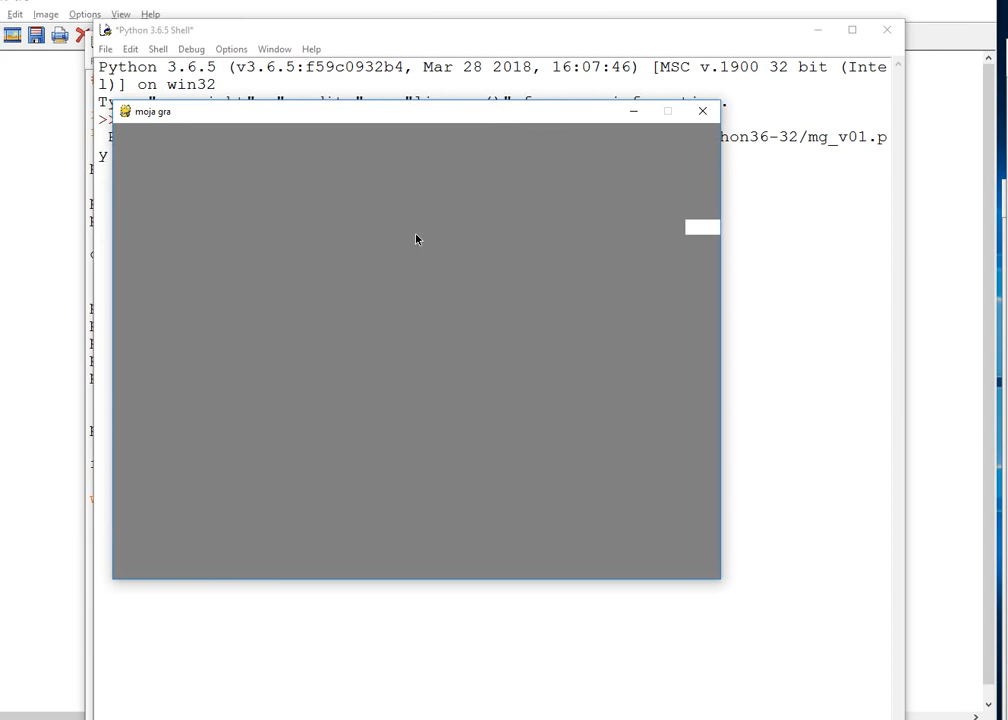 Edit Image Options View Help
*Python 3.6.5 Shell*
File Edit Shell Debug Options Window Help
Python 3.6.5 (v3.6.5:f59c0932b4, Mar 28 2018, 16:07:46) [MSC v.1900 32 bit (Inte
l)] on win32
moja gra
hon36-32/mg_v01.p
y